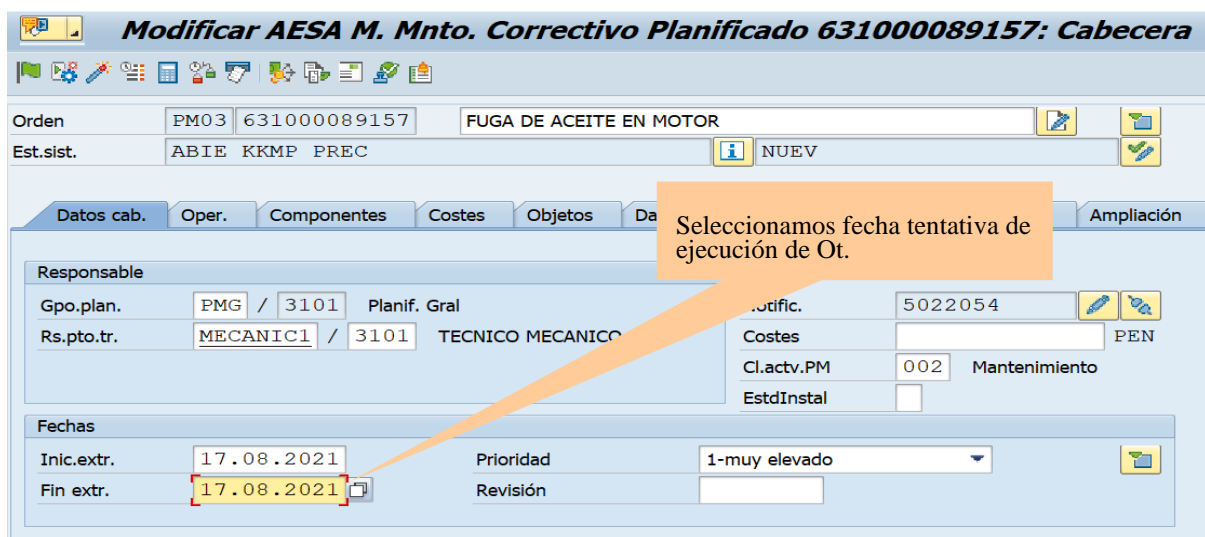 Modificar AESA M. Mnto. Correctivo Planificado 631000089157: Cabecera
Orden PM03 631000089157 FUGA DE ACEITE EN MOTOR
Est.sist. ABIE KKMP PREC NUEV
Datos cab. Oper. Componentes Costes Objetos Ampliación
Seleccionamos fecha tentativa de
ejecución de Ot.
Responsable
Gpo.plan. PMG / 3101 Planif. Gral 5022054
Rs.pto.tr. MECANIC1 / 3101 TECNICO MECANICO Costes PEN
Cl.actv.PM 002 Mantenimiento
EstdInstal
Fechas
Inic.extr. 17.08.2021 Prioridad 1-muy elevado
Fin extr. 17.08.2021 Revisión